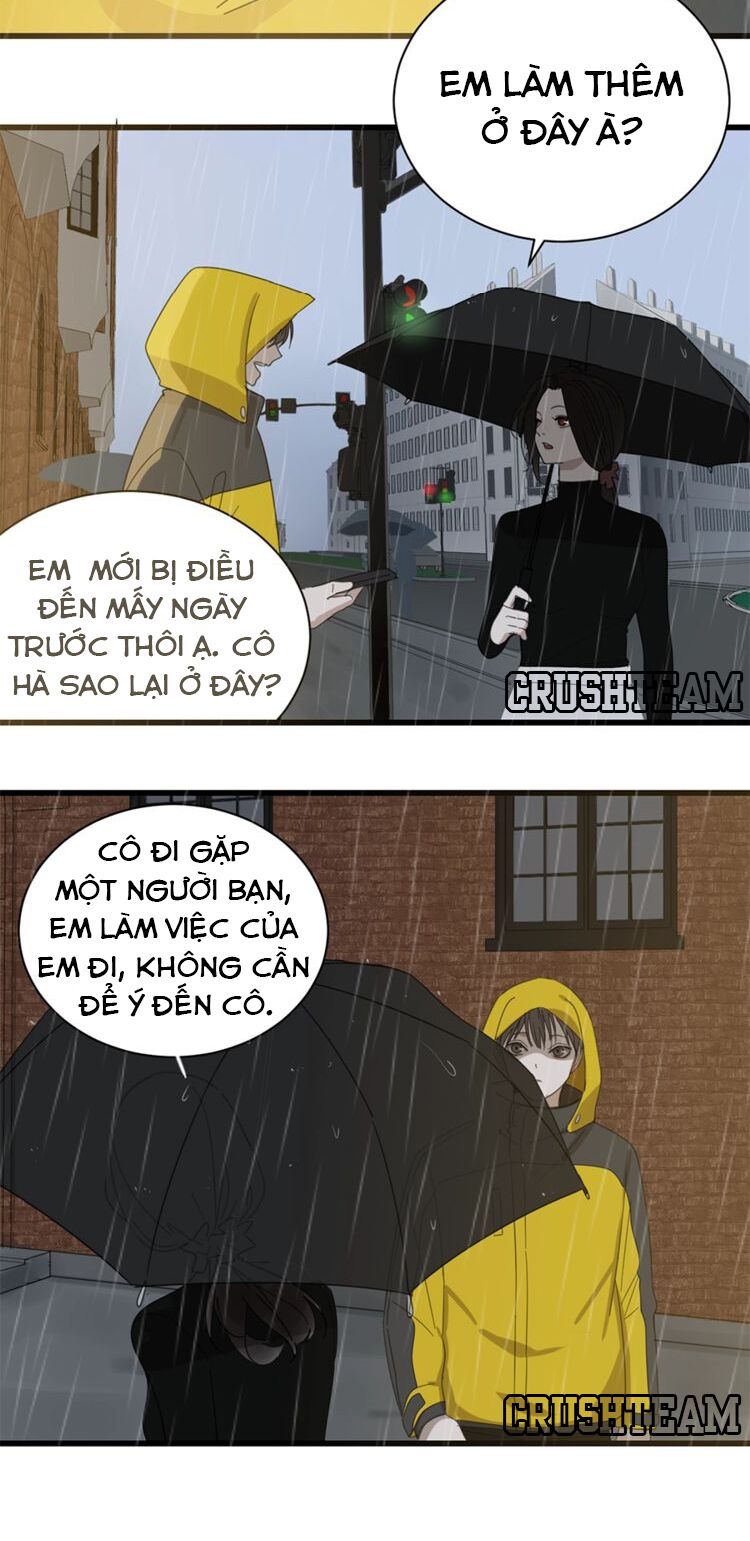 EM LÀM THÊM
Ở ĐÂY À?
EM MỚI BỊ ĐIỀU
ĐẾN MẤY NGÀY
TRƯỚC THÔI Ạ. CÔ
HÀ SAO LẠI Ở ĐÂY?
CRUSHTEAM
CÔ ĐI GẶP
MỘT NGƯỜI BẠN,
EM LÀM VIỆC CỦA
EM ĐI, KHÔNG CẦN
ĐỂ Ý ĐẾN CÔ.
CRUSHTEAM